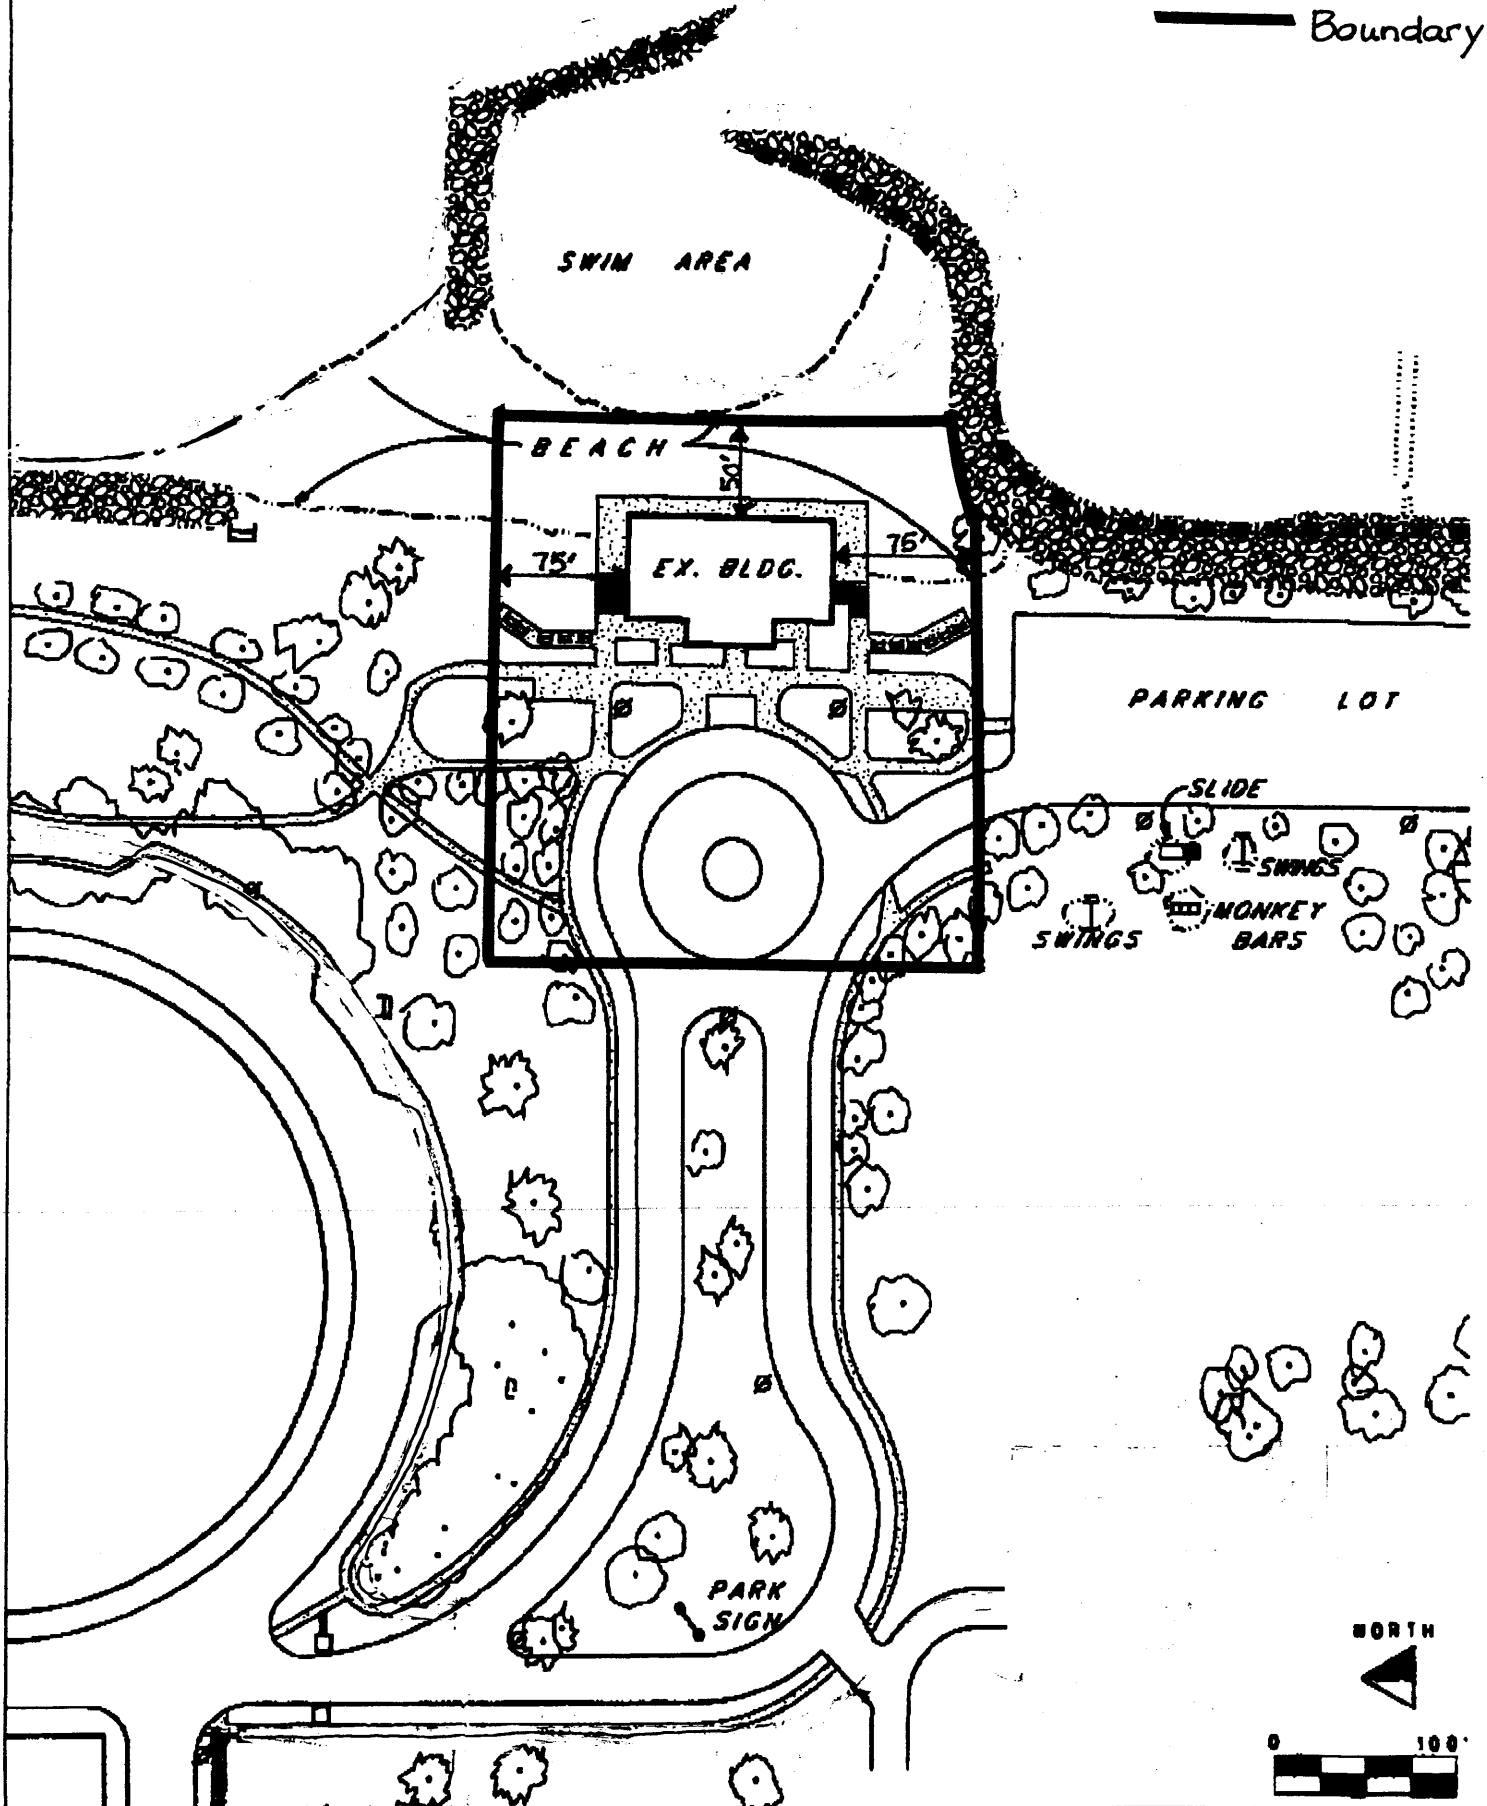 Boundary
SWIM AREA
BEACH
50'
75'
EX. BLDG.
75'
PARKING LOT
SLIDE
SWINGS
MONKEY
BARS
SWINGS
PARK
SIGN
NORTH
0 100'